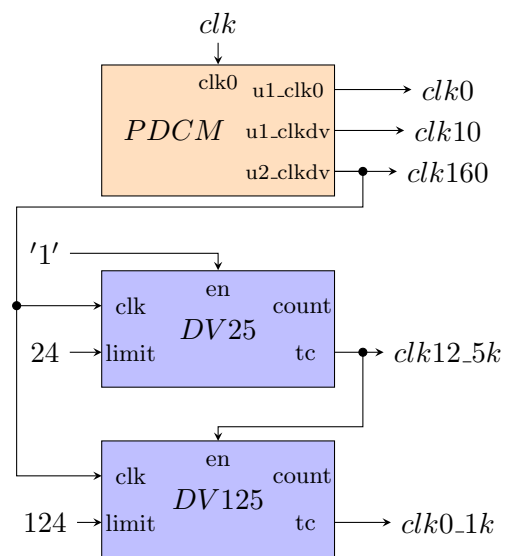 clk
clk0
u1_clk0
clk0
PDCM
u1_clkdv
clk10
u2_clkdv
clk160
'1'
en
clk
count
DV25
24
limit
tc
clk12_5k
en
clk
count
DV125
124
limit
tc
clk0_1k